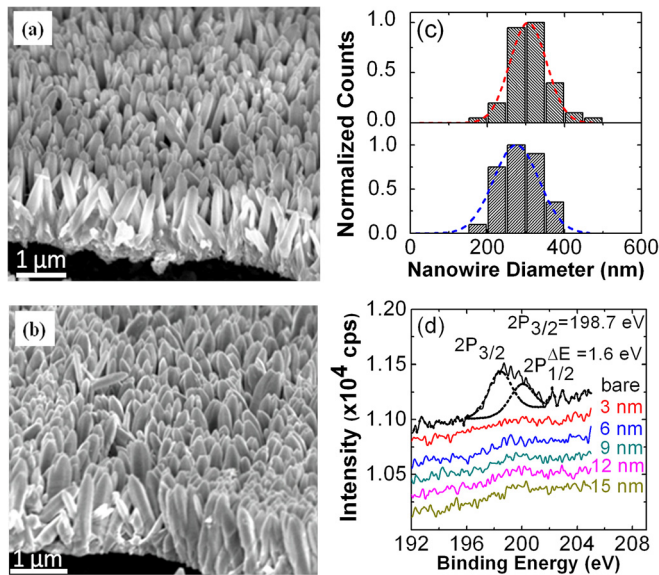 (a)
1 μm
(b)
1 μm
(c)
Normalized Counts
1.0
0.5
0.0
1.0
0.5
0.0
0 200 400 600
Nanowire Diameter (nm)
(d)
2P3/2=198.7 eV
ΔE =1.6 eV
2P3/2
2P1/2
bare
3 nm
6 nm
9 nm
12 nm
15 nm
Intensity (x10^4 cps)
1.20
1.15
1.10
1.05
192 196 200 204 208
Binding Energy (eV)